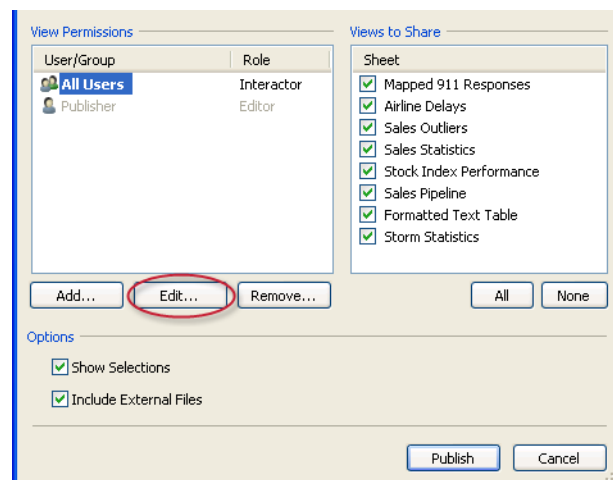 View Permissions
User/Group Role
All Users Interactor
Publisher Editor
Add... Edit... Remove...
Views to Share
Sheet
Mapped 911 Responses
Airline Delays
Sales Outliers
Sales Statistics
Stock Index Performance
Sales Pipeline
Formatted Text Table
Storm Statistics
All None
Options
Show Selections
Include External Files
Publish Cancel